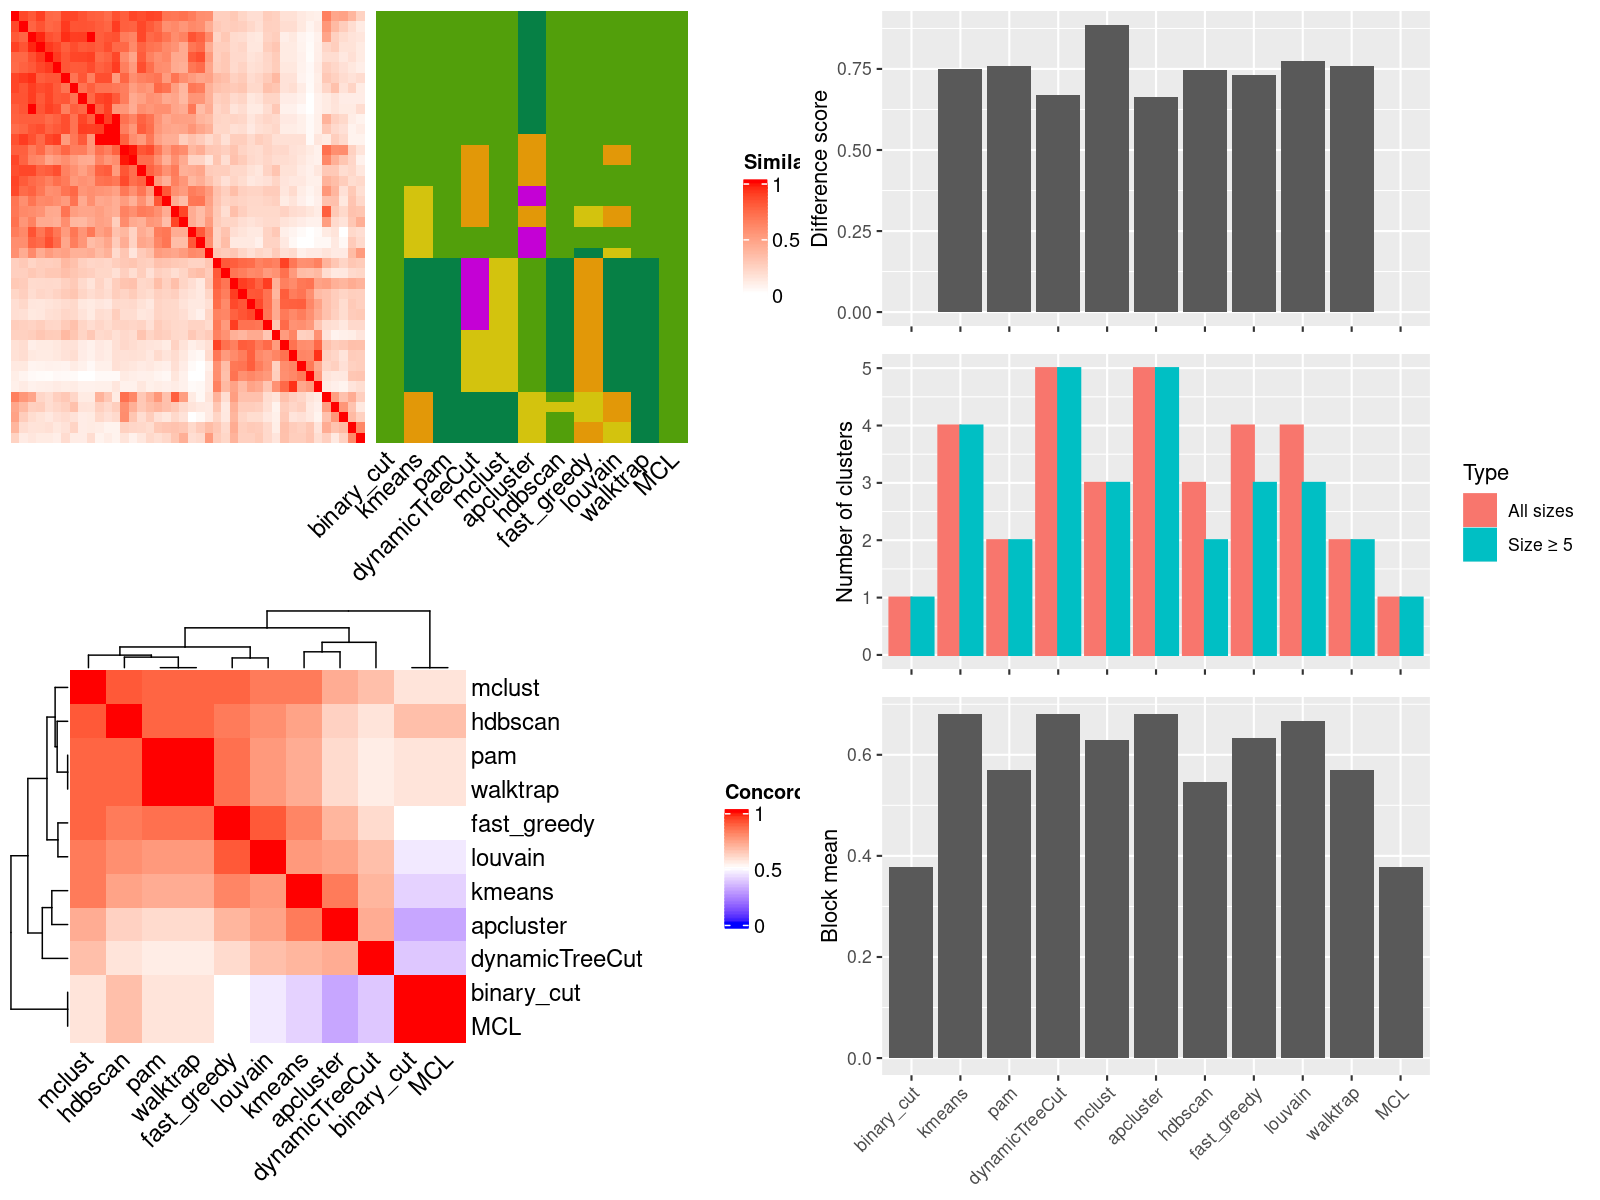 Simila
1
0.5
0
binary_cut
kmeans
pam
dynamicTreeCut
mclust
apcluster
hdbscan
fast_greedy
louvain
walktrap
MCL
mclust
hdbscan
pam
walktrap
fast_greedy
louvain
kmeans
apcluster
dynamicTreeCut
binary_cut
MCL
mclust
hdbscan
pam
walktrap
fast_greedy
louvain
kmeans
apcluster
dynamicTreeCut
binary_cut
MCL
Concord
1
0.5
0
Difference score
0.75
0.50
0.25
0.00
Number of clusters
5
4
3
2
1
0
Type
All sizes
Size ≥ 5
Block mean
0.6
0.4
0.2
0.0
binary_cut
kmeans
pam
dynamicTreeCut
mclust
apcluster
hdbscan
fast_greedy
louvain
walktrap
MCL